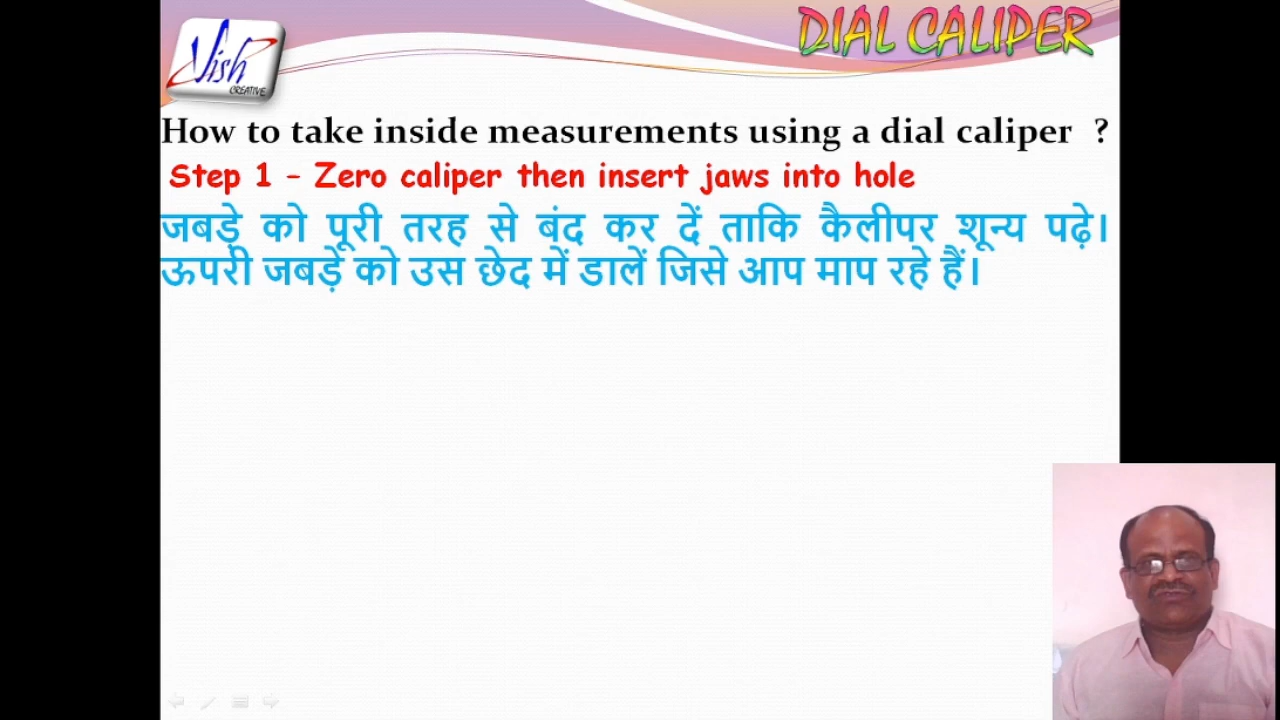 Vish
CREATIVE
DIAL CALIPER
How to take inside measurements using a dial caliper ?
Step 1 - Zero caliper then insert jaws into hole
जबड़े को पूरी तरह से बंद कर दें ताकि कैलीपर शून्य पढ़े।
ऊपरी जबड़ें को उस छेद में डालें जिसे आप माप रहे हैं।